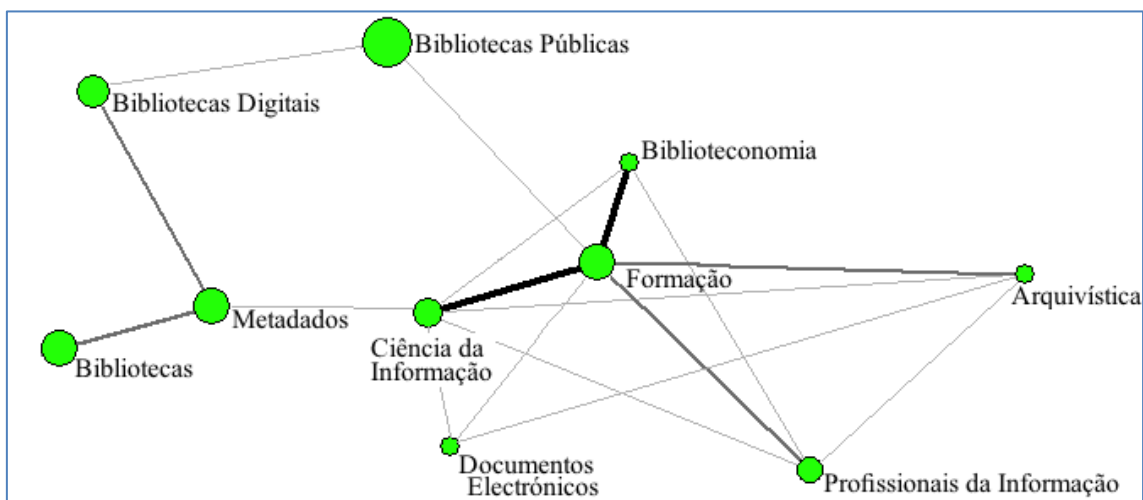 Bibliotecas Públicas
Bibliotecas Digitais
Biblioteconomia
Formação
Arquivística
Metadados
Ciência da
Informação
Bibliotecas
Documentos
Electrónicos
Profissionais da Informação